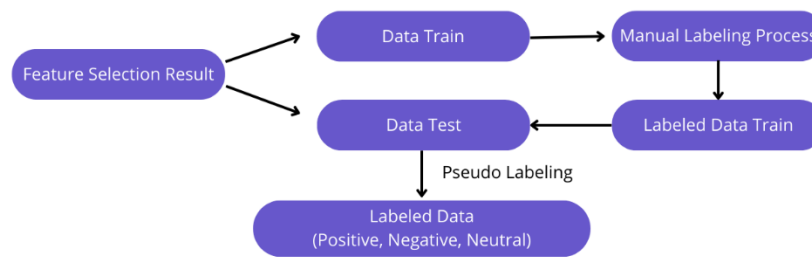 Data Train
Manual Labeling Process
Feature Selection Result
Data Test
Labeled Data Train
Pseudo Labeling
Labeled Data
(Positive, Negative, Neutral)